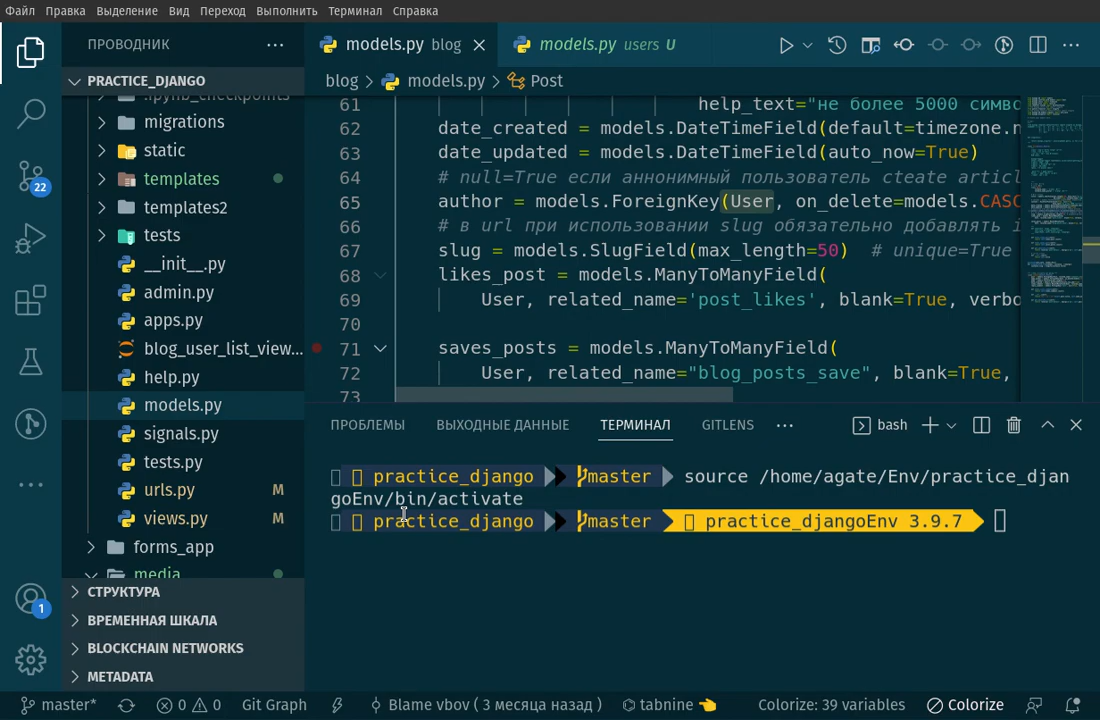 Файл Правка Выделение Вид Переход Выполнить Терминал Справка
ПРОВОДНИК
models.py blog
models.py users U
PRACTICE_DJANGO
blog models.py Post
.ipynb_checkpoints
migrations
static
templates
templates2
tests
__init__.py
admin.py
apps.py
blog_user_list_view...
help.py
models.py
signals.py
tests.py
urls.py M
views.py M
forms_app
media
СТРУКТУРА
ВРЕМЕННАЯ ШКАЛА
BLOCKCHAIN NETWORKS
METADATA
22
1
61 help_text="не более 5000 симво
62 date_created = models.DateTimeField(default=timezone.n
63 date_updated = models.DateTimeField(auto_now=True)
64 # null=True если аннонимный пользователь cteate artic
65 author = models.ForeignKey(User, on_delete=models.CASC
66 # в url при использовании slug обязательно добавлять i
67 slug = models.SlugField(max_length=50) # unique=True
68 likes_post = models.ManyToManyField(
69 User, related_name='post_likes', blank=True, verbo
70
71 saves_posts = models.ManyToManyField(
72 User, related_name="blog_posts_save", blank=True,
73
ПРОБЛЕМЫ ВЫХОДНЫЕ ДАННЫЕ ТЕРМИНАЛ GITLENS bash
practice_django master source /home/agate/Env/practice_djan
goEnv/bin/activate
practice_django master practice_djangoEnv 3.9.7
master* 0 0 Git Graph Blame vbov ( 3 месяца назад ) tabnine Colorize: 39 variables Colorize